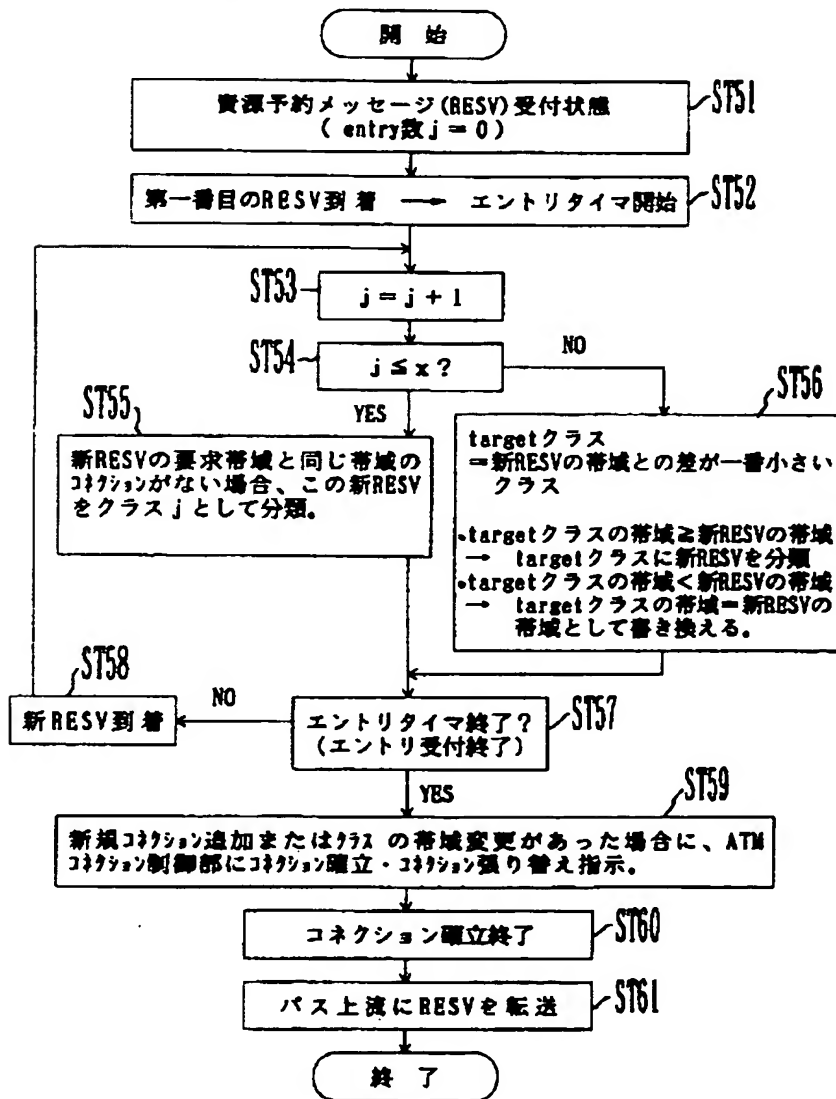 開 始
資源予約メッセージ(RESV)受付状態
( entry数 j = 0 )
ST51
第一番目のRESV到着 → エントリタイマ開始
ST52
ST53
j = j + 1
ST54
j ≦ x ?
NO
YES
ST55
新RESVの要求帯域と同じ帯域の
コネクションがない場合、この新RESV
をクラス j として分類。
ST56
targetクラス
=新RESVの帯域との差が一番小さい
クラス
•targetクラスの帯域≧新RESVの帯域
→ targetクラスに新RESVを分類
•targetクラスの帯域<新RESVの帯域
→ targetクラスの帯域=新RESVの
帯域として書き換える。
ST58
新RESV到着
NO
エントリタイマ終了?
(エントリ受付終了)
ST57
YES
ST59
新規コネクション追加またはクラス の帯域変更があった場合に、ATM
コネクション制御部にコネクション確立・コネクション張り替え指示。
コネクション確立終了
ST60
パス上流にRESVを転送
ST61
終 了